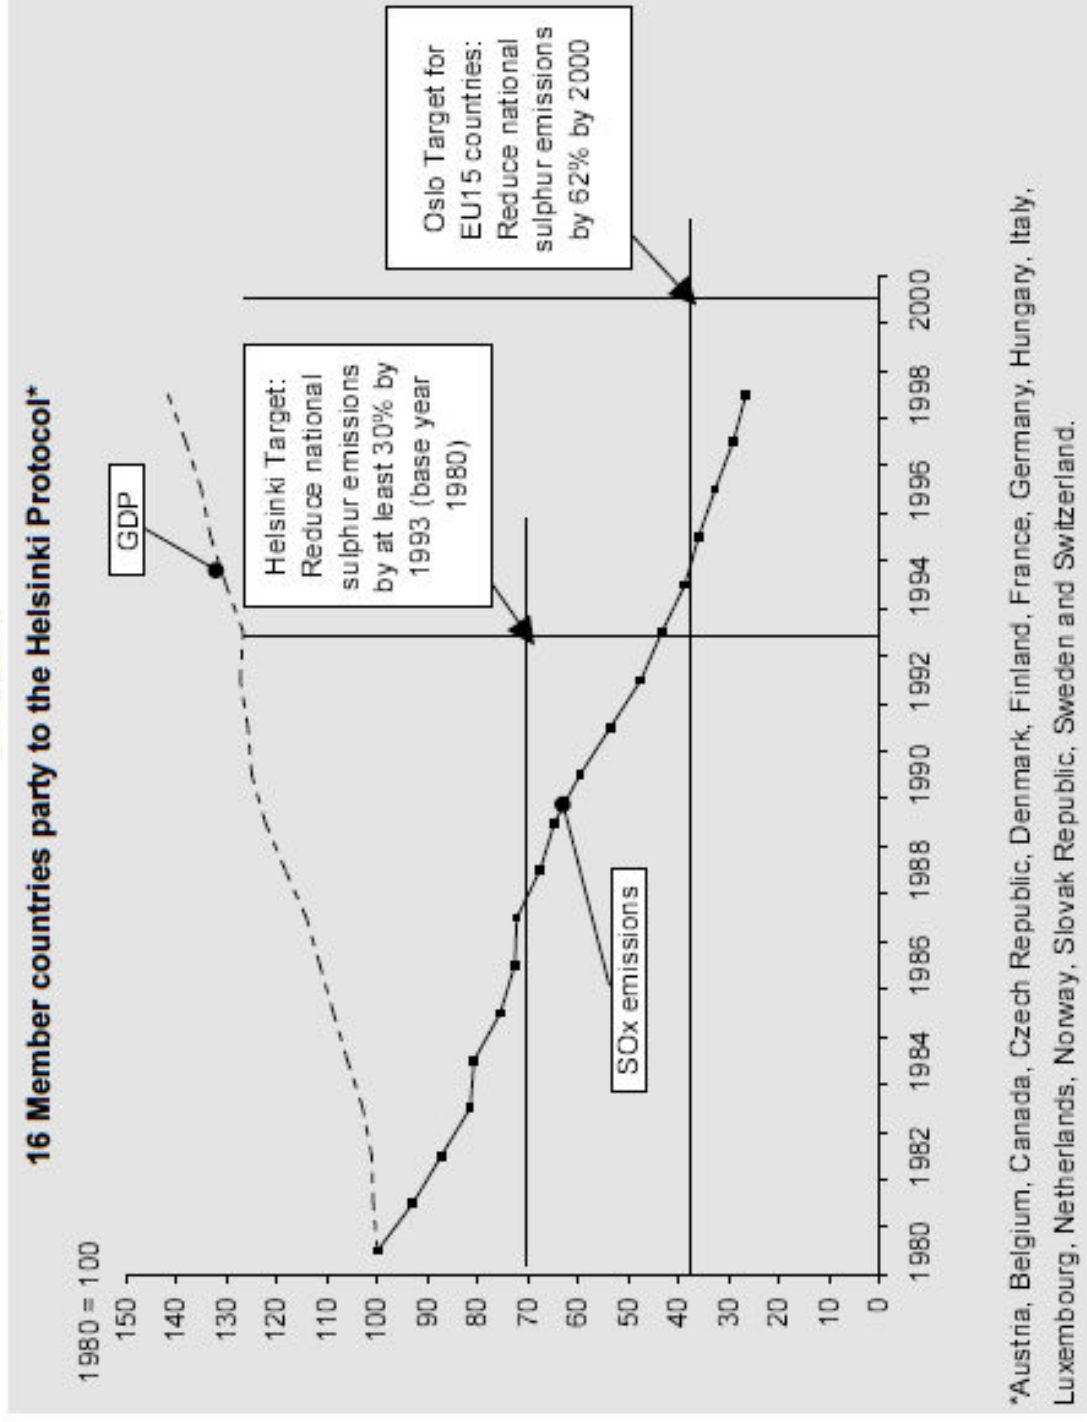 16 Member countries party to the Helsinki Protocol*
1980 = 100
150
140
130
120
110
100
90
80
70
60
50
40
30
20
10
0
GDP
Helsinki Target:
Reduce national
sulphur emissions
by at least 30% by
1993 (base year
1980)
Oslo Target for
EU15 countries:
Reduce national
sulphur emissions
by 62% by 2000
SOx emissions
1980 1982 1984 1986 1988 1990 1992 1994 1996 1998 2000
*Austria, Belgium, Canada, Czech Republic, Denmark, Finland, France, Germany, Hungary, Italy,
Luxembourg, Netherlands, Norway, Slovak Republic, Sweden and Switzerland.